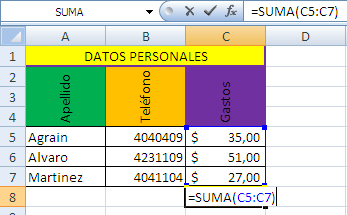 SUMA =SUMA(C5:C7)
A B C D
1 DATOS PERSONALES
2
3
4 Apellido Teléfono Gastos
5 Agrain 4040409 $ 35,00
6 Alvaro 4231109 $ 51,00
7 Martinez 4041104 $ 27,00
8 =SUMA(C5:C7)